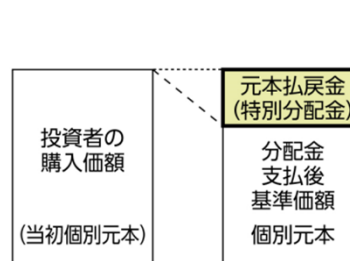 投資者の
購入価額
(当初個別元本)
元本払戻金
(特別分配金)
分配金
支払後
基準価額
個別元本